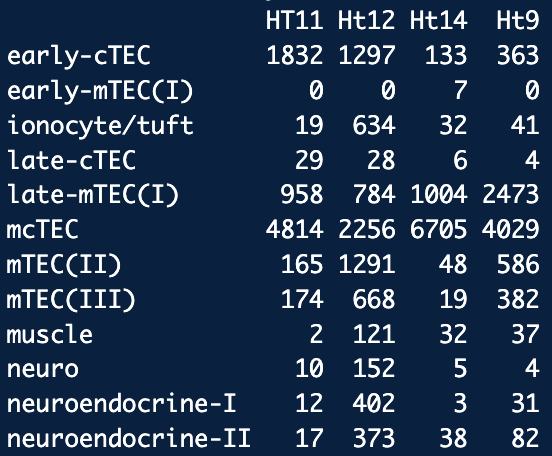 HT11 Ht12 Ht14 Ht9
early-cTEC 1832 1297 133 363
early-mTEC(I) 0 0 7 0
ionocyte/tuft 19 634 32 41
late-cTEC 29 28 6 4
late-mTEC(I) 958 784 1004 2473
mcTEC 4814 2256 6705 4029
mTEC(II) 165 1291 48 586
mTEC(III) 174 668 19 382
muscle 2 121 32 37
neuro 10 152 5 4
neuroendocrine-I 12 402 3 31
neuroendocrine-II 17 373 38 82